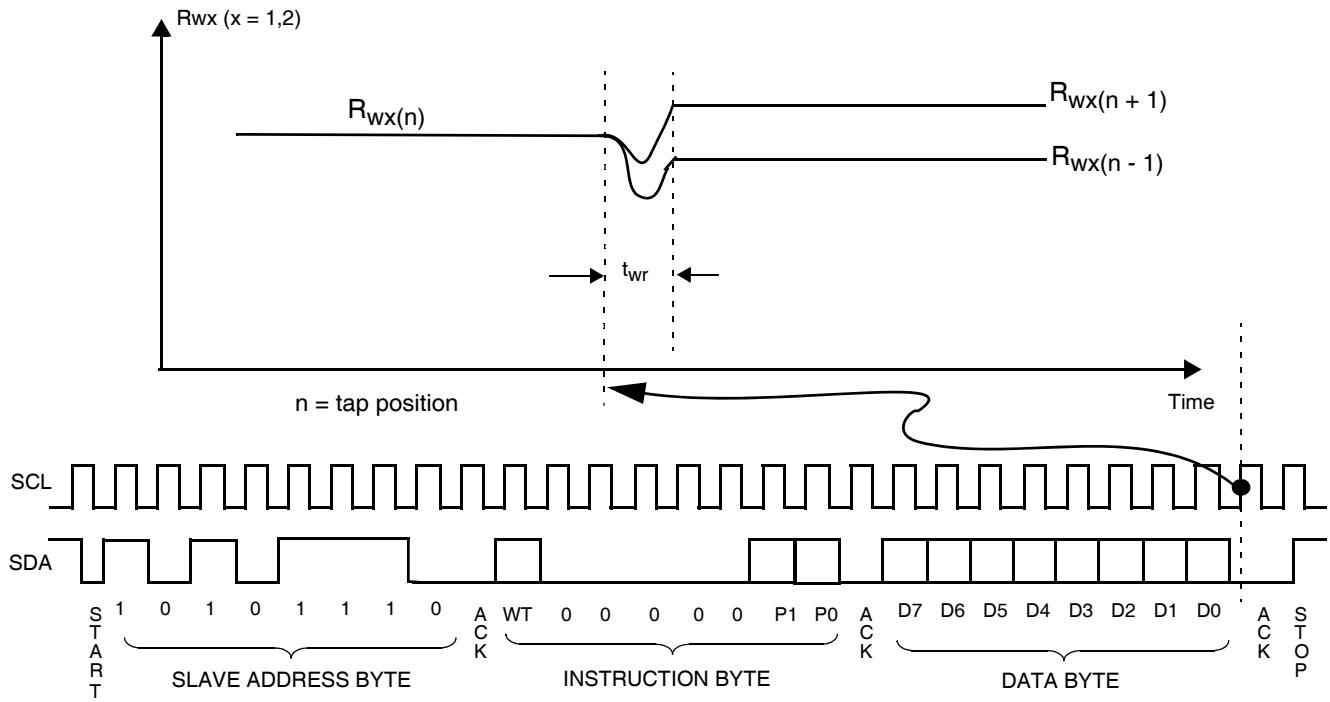 Rwx (x = 1,2)
Rwx(n)
Rwx(n + 1)
Rwx(n - 1)
twr
n = tap position
Time
SCL
SDA
START 1 0 1 0 1 1 1 0 ACK WT 0 0 0 0 0 P1 P0 ACK D7 D6 D5 D4 D3 D2 D1 D0 ACK STOP
SLAVE ADDRESS BYTE INSTRUCTION BYTE DATA BYTE